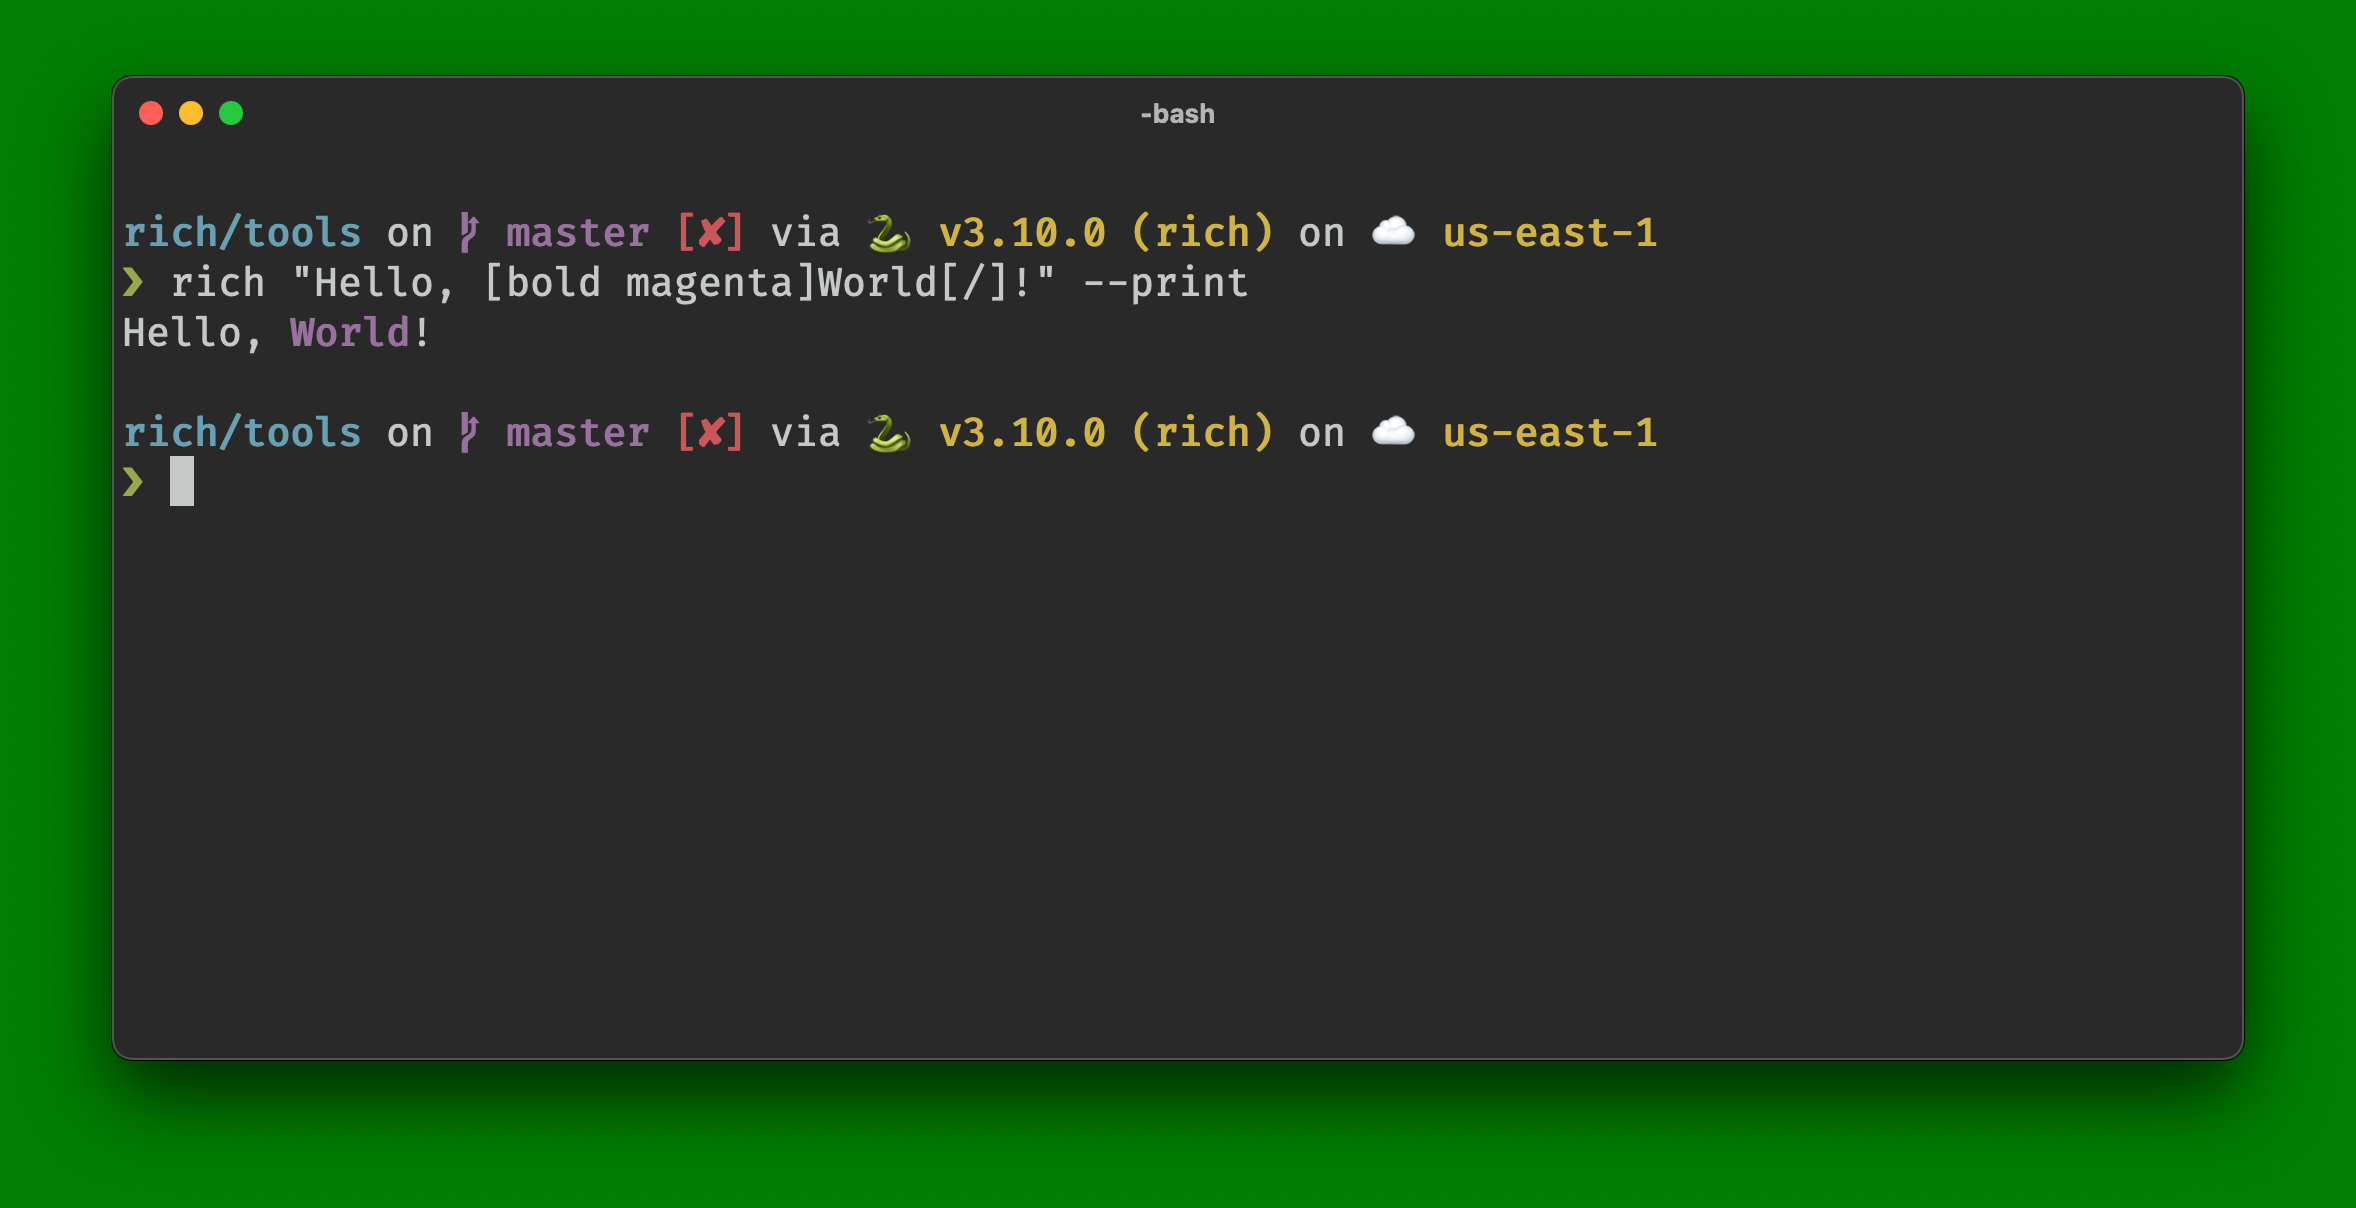 -bash
rich/tools on master [✘] via 🐍 v3.10.0 (rich) on ☁️ us-east-1
❯ rich "Hello, [bold magenta]World[/]!" --print
Hello, World!
rich/tools on master [✘] via 🐍 v3.10.0 (rich) on ☁️ us-east-1
❯